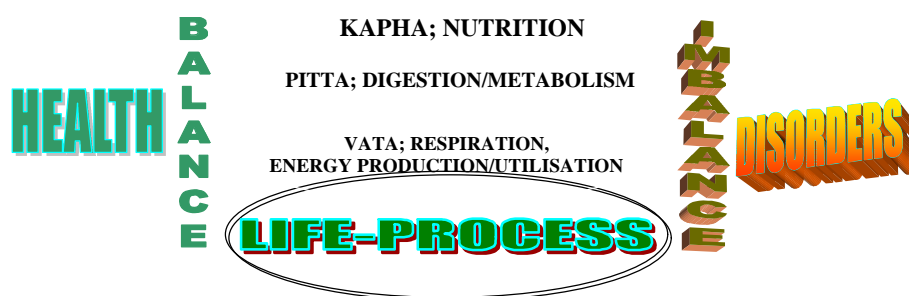 HEALTH
BALANCE
KAPHA; NUTRITION
PITTA; DIGESTION/METABOLISM
VATA; RESPIRATION,
ENERGY PRODUCTION/UTILISATION
LIFE-PROCESS
IMBALANCE
DISORDERS